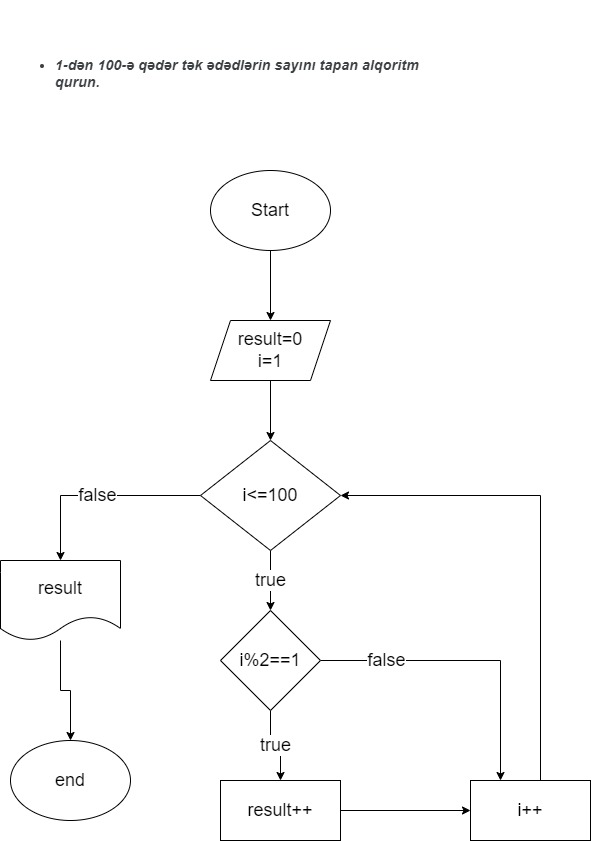 1-dən 100-ə qədər tək ədədlərin sayını tapan alqoritm
qurun.
Start
result=0
i=1
false
i<=100
result
true
i%2==1
false
true
end
result++
i++